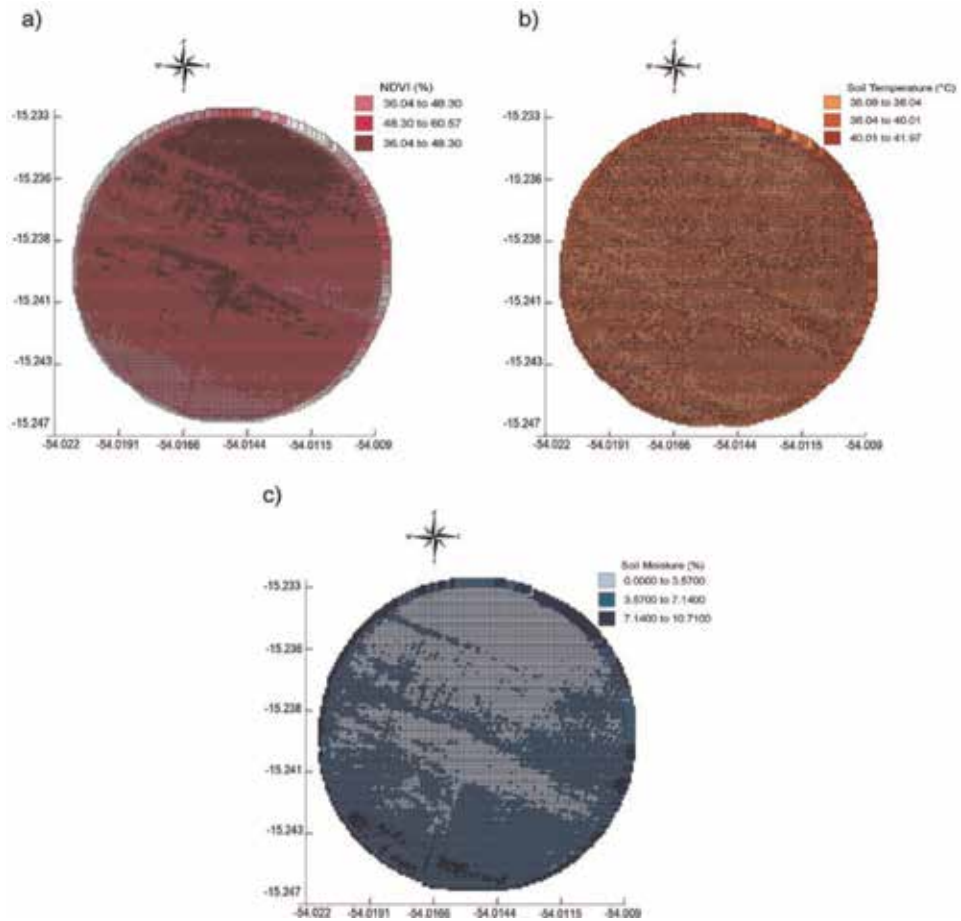 a)
NDVI (%)
36.04 to 48.30
48.30 to 60.57
36.04 to 48.30
-15.233
-15.236
-15.238
-15.241
-15.243
-15.247
-54.022 -54.0191 -54.0166 -54.0144 -54.0115 -54.009
b)
Soil Temperature (°C)
36.08 to 36.04
36.04 to 40.01
40.01 to 41.97
-15.233
-15.236
-15.238
-15.241
-15.243
-15.247
-54.022 -54.0191 -54.0166 -54.0144 -54.0115 -54.009
c)
Soil Moisture (%)
0.0000 to 3.5700
3.5700 to 7.1400
7.1400 to 10.7100
-15.233
-15.236
-15.238
-15.241
-15.243
-15.247
-54.022 -54.0191 -54.0166 -54.0144 -54.0115 -54.009